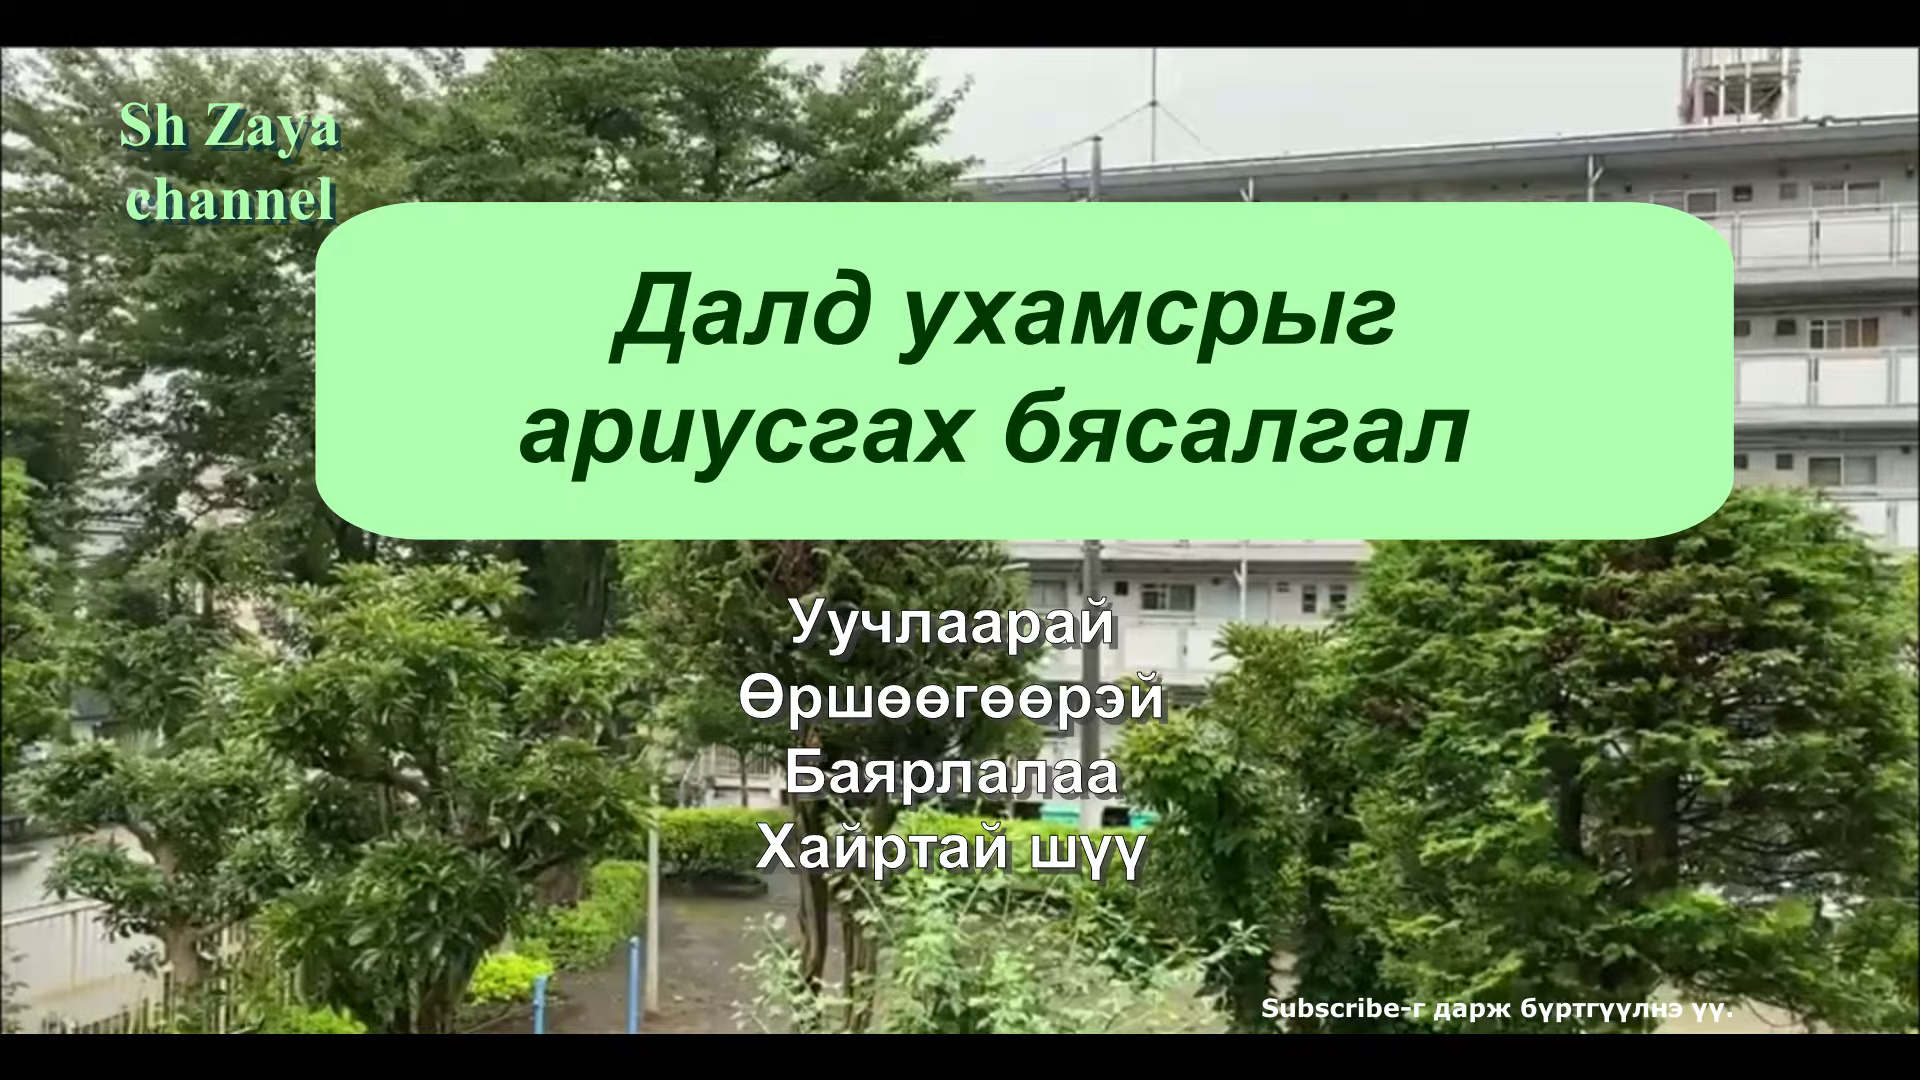 Sh Zaya
channel
Далд ухамсрыг
ариусгах бясалгал
Уучлаарай
Өршөөгөөрэй
Баярлалаа
Хайртай шүү
Subscribe-г дарж бүртгүүлнэ үү.